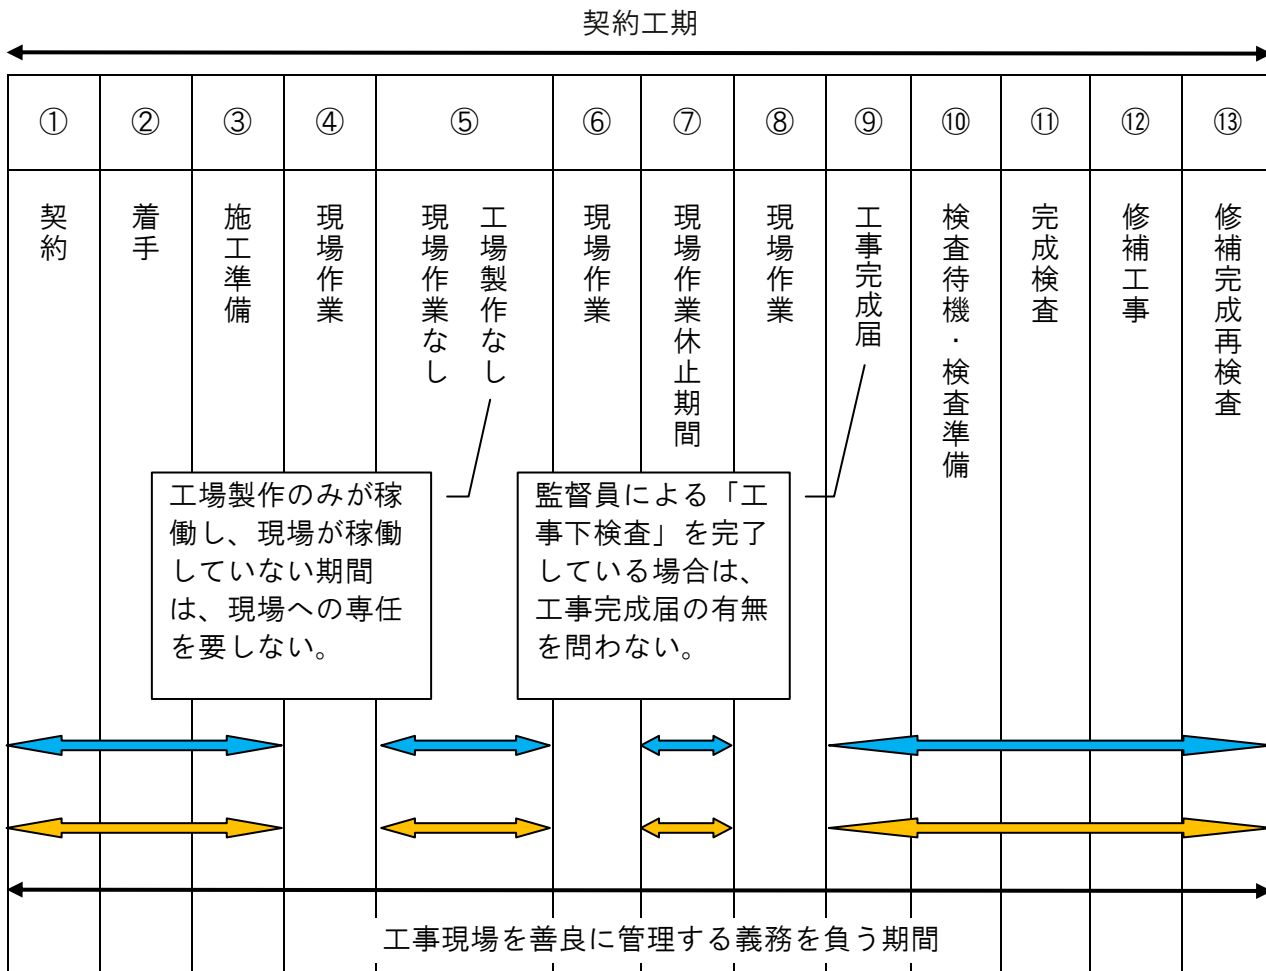 契約工期
①
②
③
④
⑤
⑥
⑦
⑧
⑨
⑩
⑪
⑫
⑬
契約
着手
施工準備
現場作業
工場製作なし
現場作業なし
現場作業
現場作業休止期間
現場作業
工事完成届
検査待機・検査準備
完成検査
修補工事
修補完成再検査
工場製作のみが稼
働し、現場が稼働
していない期間
は、現場への専任
を要しない。
監督員による「工
事下検査」を完了
している場合は、
工事完成届の有無
を問わない。
工事現場を善良に管理する義務を負う期間